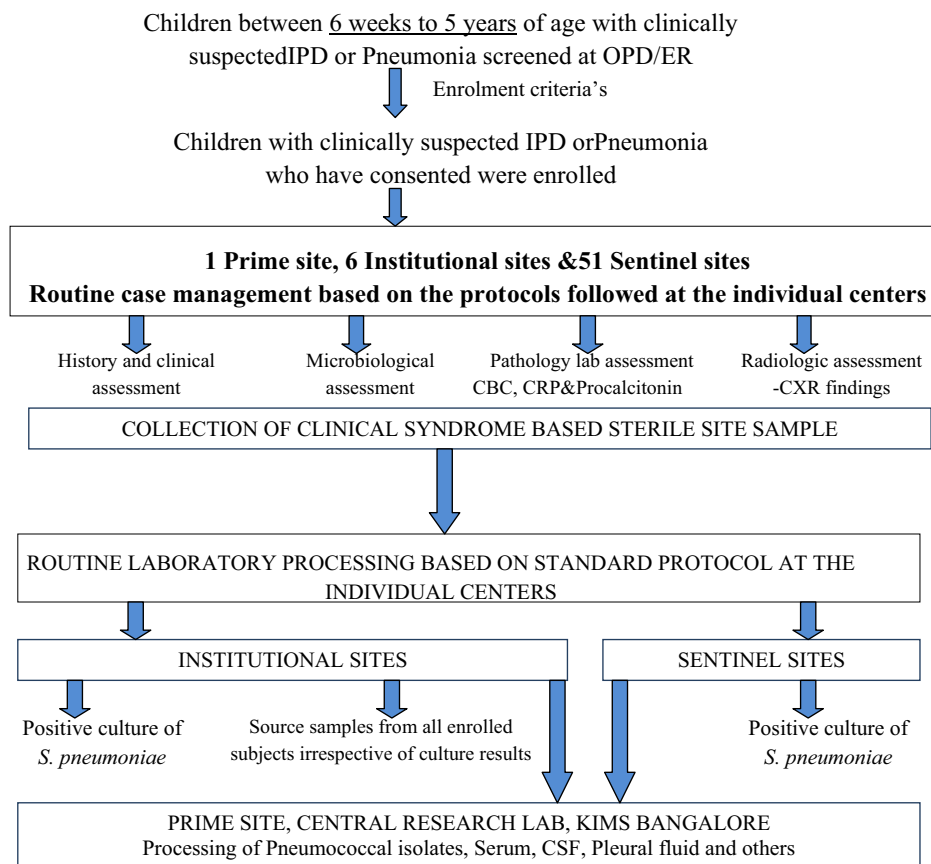 Children between 6 weeks to 5 years of age with clinically
suspectedIPD or Pneumonia screened at OPD/ER
Enrolment criteria’s
Children with clinically suspected IPD orPneumonia
who have consented were enrolled
1 Prime site, 6 Institutional sites &51 Sentinel sites
Routine case management based on the protocols followed at the individual centers
History and clinical
assessment
Microbiological
assessment
Pathology lab assessment
CBC, CRP&Procalcitonin
Radiologic assessment
-CXR findings
COLLECTION OF CLINICAL SYNDROME BASED STERILE SITE SAMPLE
ROUTINE LABORATORY PROCESSING BASED ON STANDARD PROTOCOL AT THE
INDIVIDUAL CENTERS
INSTITUTIONAL SITES
SENTINEL SITES
Positive culture of
S. pneumoniae
Source samples from all enrolled
subjects irrespective of culture results
Positive culture of
S. pneumoniae
PRIME SITE, CENTRAL RESEARCH LAB, KIMS BANGALORE
Processing of Pneumococcal isolates, Serum, CSF, Pleural fluid and others